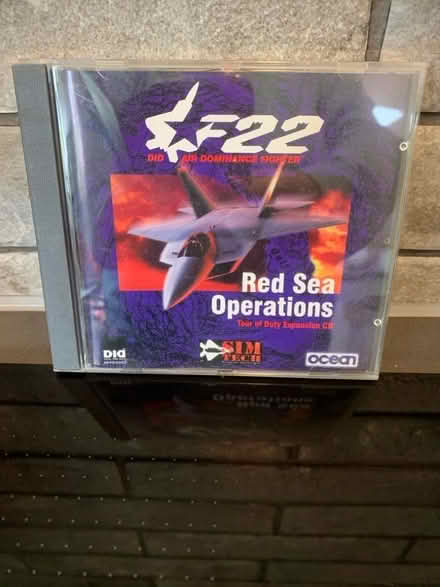 F22
DID AIR DOMINANCE FIGHTER
Red Sea
Operations
Tour of Duty Expansion CD
DID
SIM
TECH
ocean